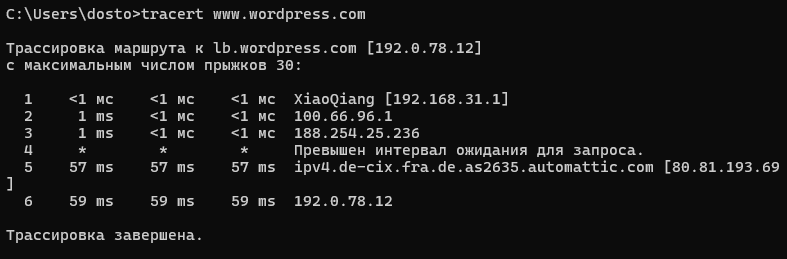 C:\Users\dosto>tracert www.wordpress.com
Трассировка маршрута к lb.wordpress.com [192.0.78.12]
с максимальным числом прыжков 30:
1 <1 мс <1 мс <1 мс XiaoQiang [192.168.31.1]
2 1 ms <1 мс <1 мс 100.66.96.1
3 1 ms <1 мс <1 мс 188.254.25.236
4 * * * Превышен интервал ожидания для запроса.
5 57 ms 57 ms 57 ms ipv4.de-cix.fra.de.as2635.automattic.com [80.81.193.69
]
6 59 ms 59 ms 59 ms 192.0.78.12
Трассировка завершена.